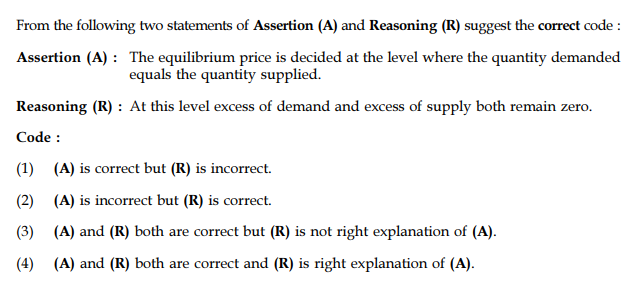 From the following two statements of Assertion (A) and Reasoning (R) suggest the correct code :
Assertion (A) : The equilibrium price is decided at the level where the quantity demanded
equals the quantity supplied.
Reasoning (R) : At this level excess of demand and excess of supply both remain zero.
Code :
(1) (A) is correct but (R) is incorrect.
(2) (A) is incorrect but (R) is correct.
(3) (A) and (R) both are correct but (R) is not right explanation of (A).
(4) (A) and (R) both are correct and (R) is right explanation of (A).